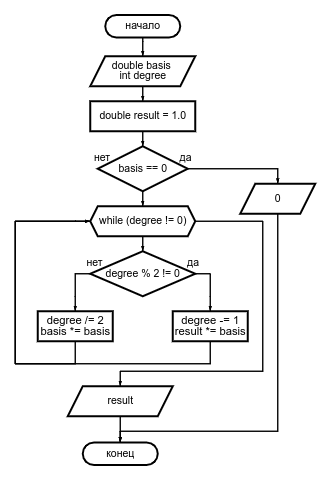 начало
double basis
int degree
double result = 1.0
нет
да
basis == 0
0
while (degree != 0)
нет
да
degree % 2 != 0
degree /= 2
basis *= basis
degree -= 1
result *= basis
result
конец